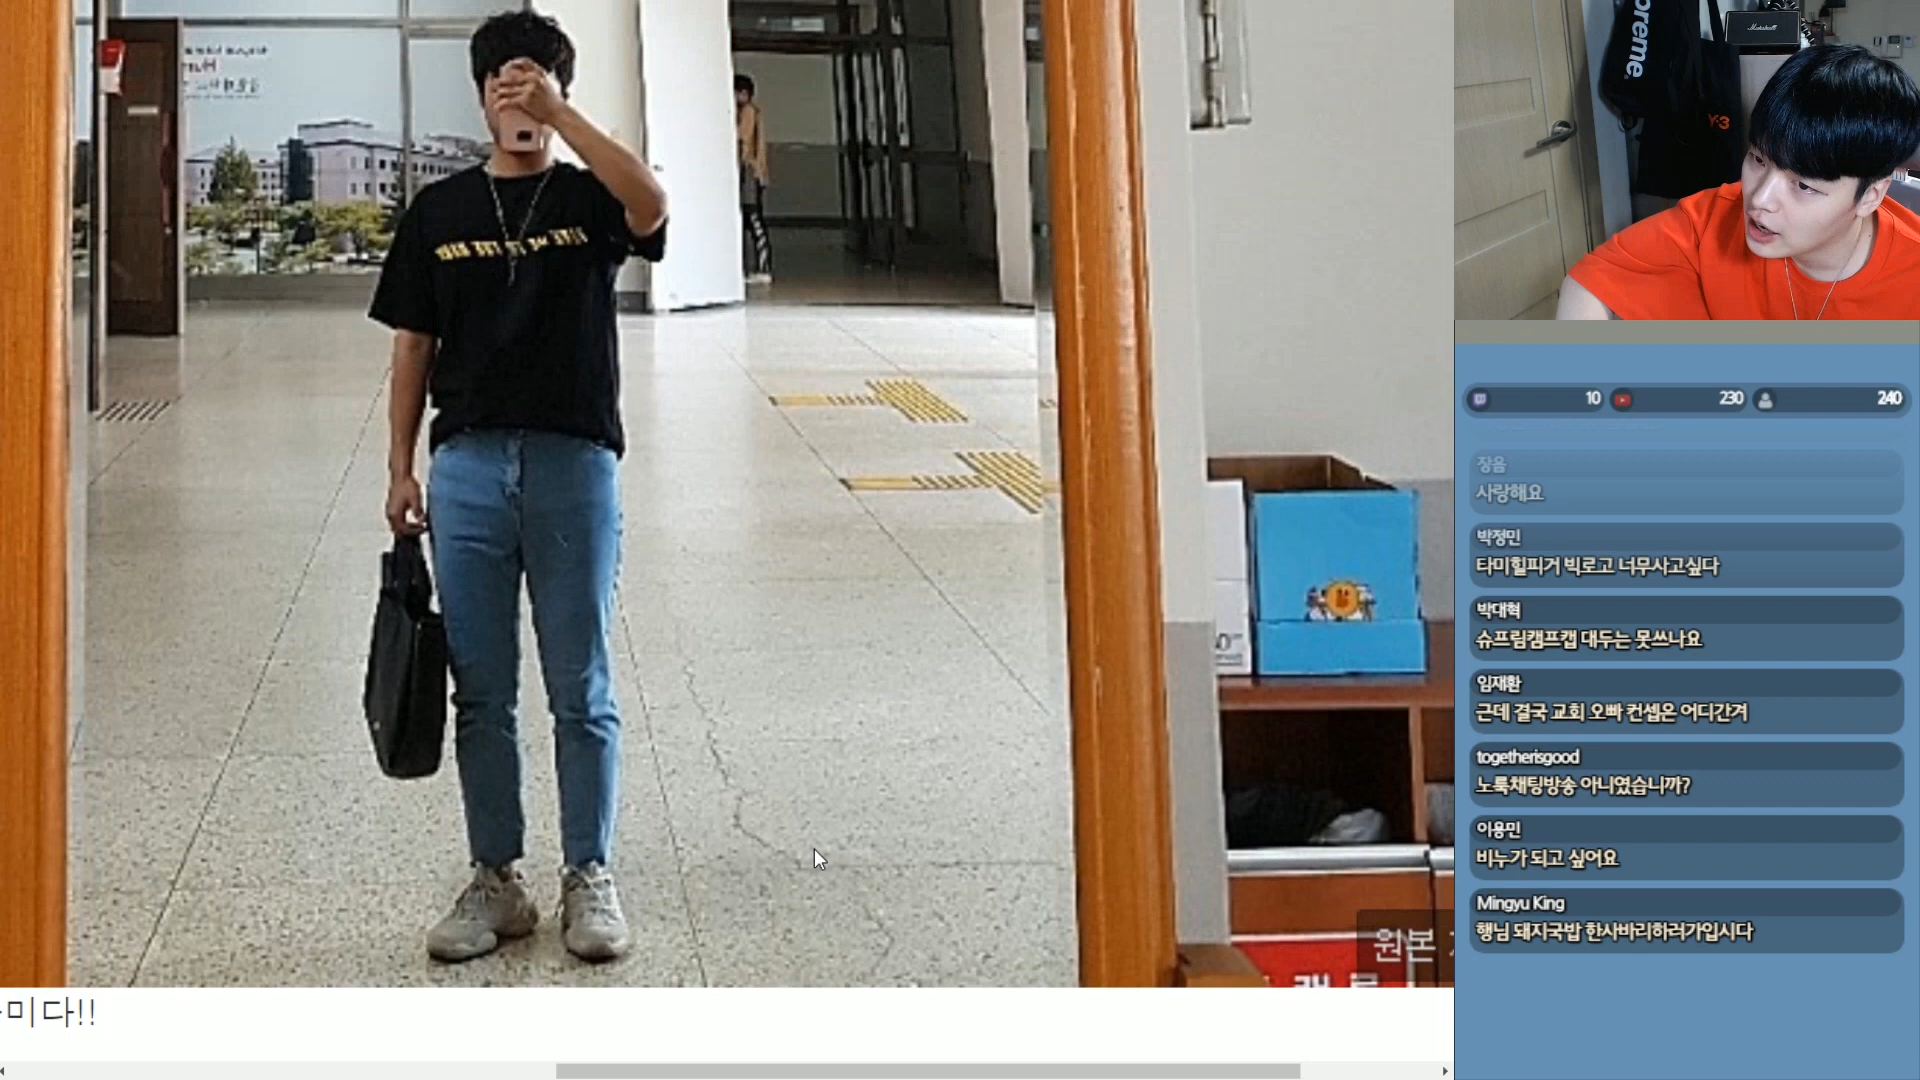 preme
Marshall
Y-3
10 230 240
장음
사랑해요
박정민
타미힐피거 빅로고 너무사고싶다
박대혁
슈프림캠프캡 대두는 못쓰나요
임재환
근데 결국 교회 오빠 컨셉은 어디간겨
togetherisgood
노룩채팅방송 아니였습니까?
이용민
비누가 되고 싶어요
Mingyu King
행님 돼지국밥 한사바리하러가입시다
원본
미다!!